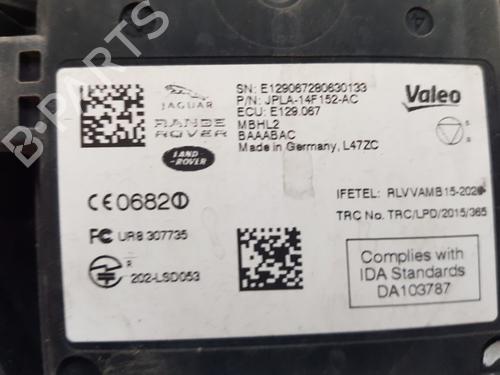 4
B-Parts
JAGUAR
RANGE ROVER
LAND-ROVER
SN: E129067280630133
P/N: JPLA-14F152-AC
ECU: E129.067
MBHL2
BAAABAC
Made in Germany, L47ZC
Valeo
CE0682
IFETEL: RLVVAMB15-202
TRC No. TRC/LPD/2015/365
FC UR8 307735
R
202-LSD053
Complies with
IDA Standards
DA103787